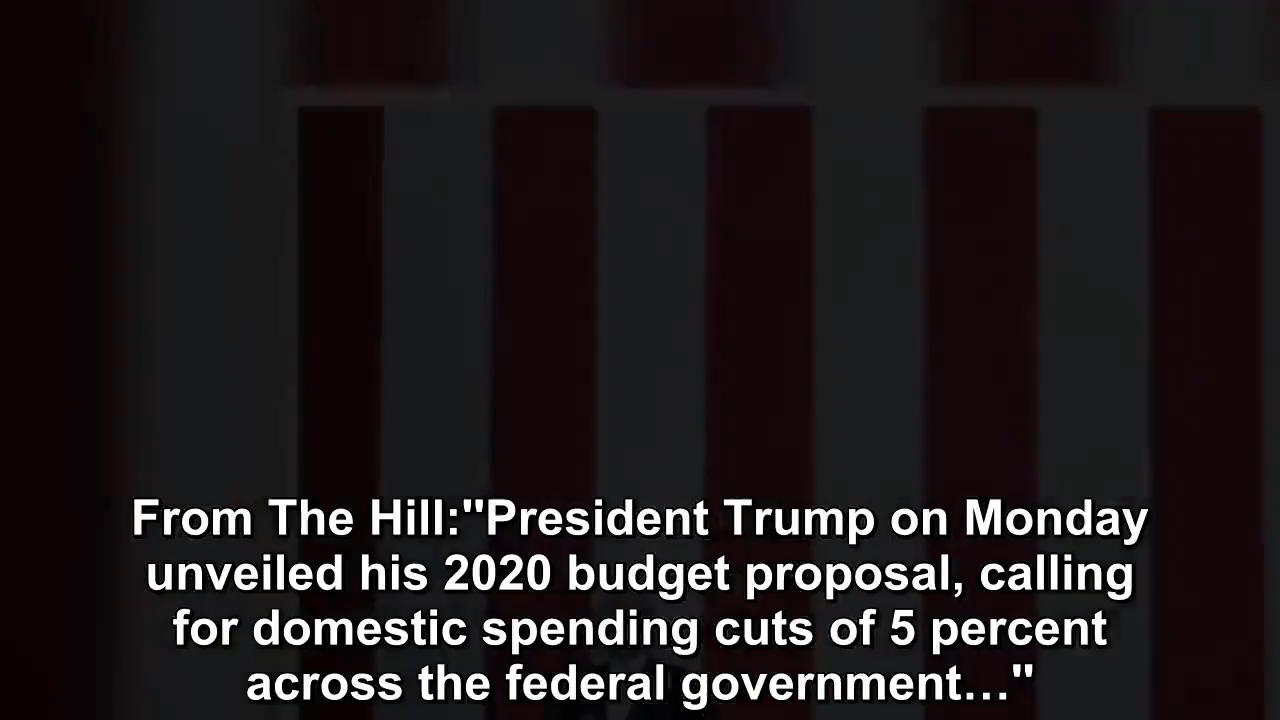 From The Hill:"President Trump on Monday
unveiled his 2020 budget proposal, calling
for domestic spending cuts of 5 percent
across the federal government…"